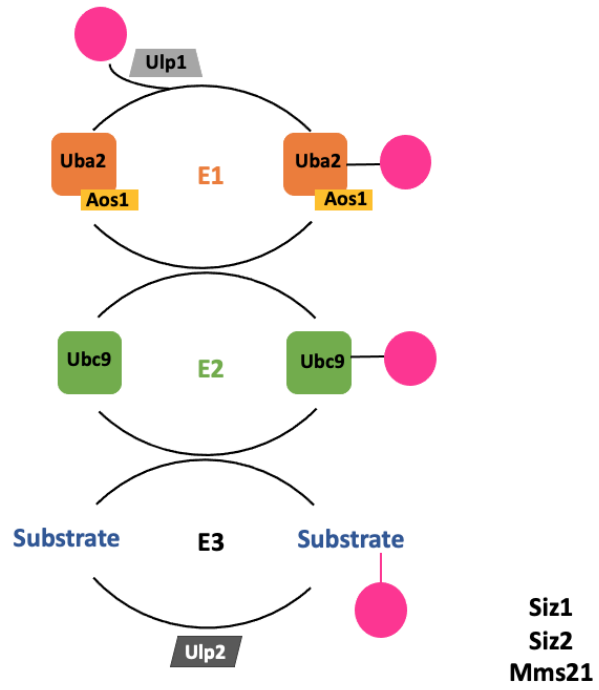 Ulp1
Uba2
Uba2
E1
Aos1
Aos1
Ubc9
E2
Ubc9
Substrate
E3
Substrate
Ulp2
Siz1
Siz2
Mms21